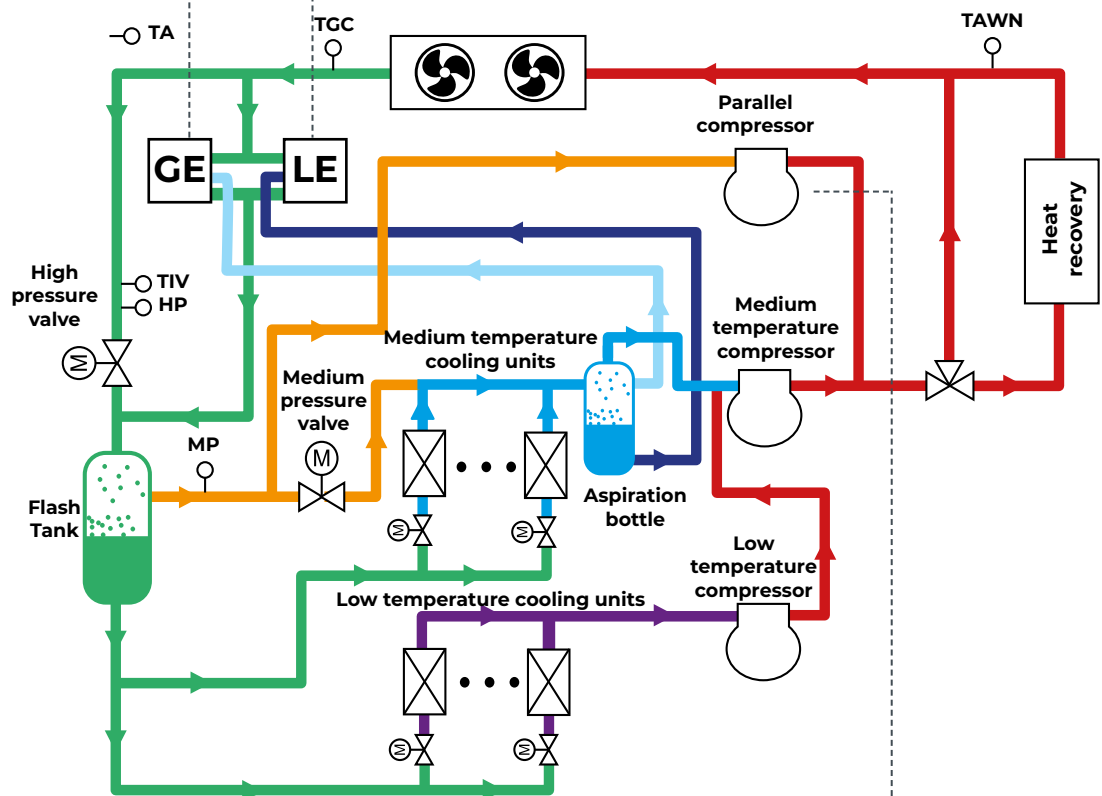 TA
TGC
TAWN
Parallel
compressor
GE
LE
Heat
recovery
High
pressure
valve
TIV
HP
M
Medium temperature
cooling units
Medium
temperature
compressor
Medium
pressure
valve
M
MP
Flash
Tank
Aspiration
bottle
M
M
Low
temperature
compressor
Low temperature cooling units
M
M